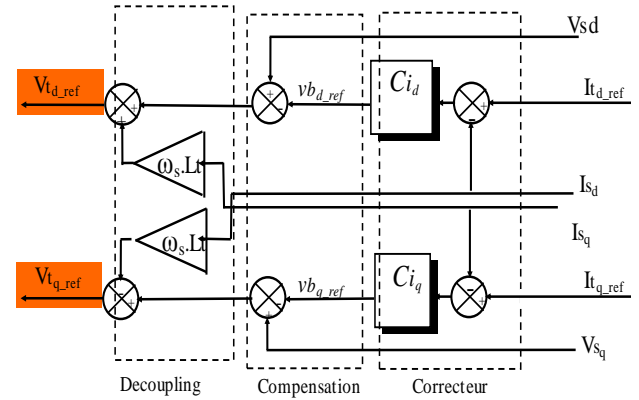 Vsd
Vt_d_ref
vb_d_ref
Ci_d
It_d_ref
ω_s.Lt
Is_d
ω_s.Lt
Is_q
Vt_q_ref
vb_q_ref
Ci_q
It_q_ref
Vs_q
Decoupling
Compensation
Correcteur